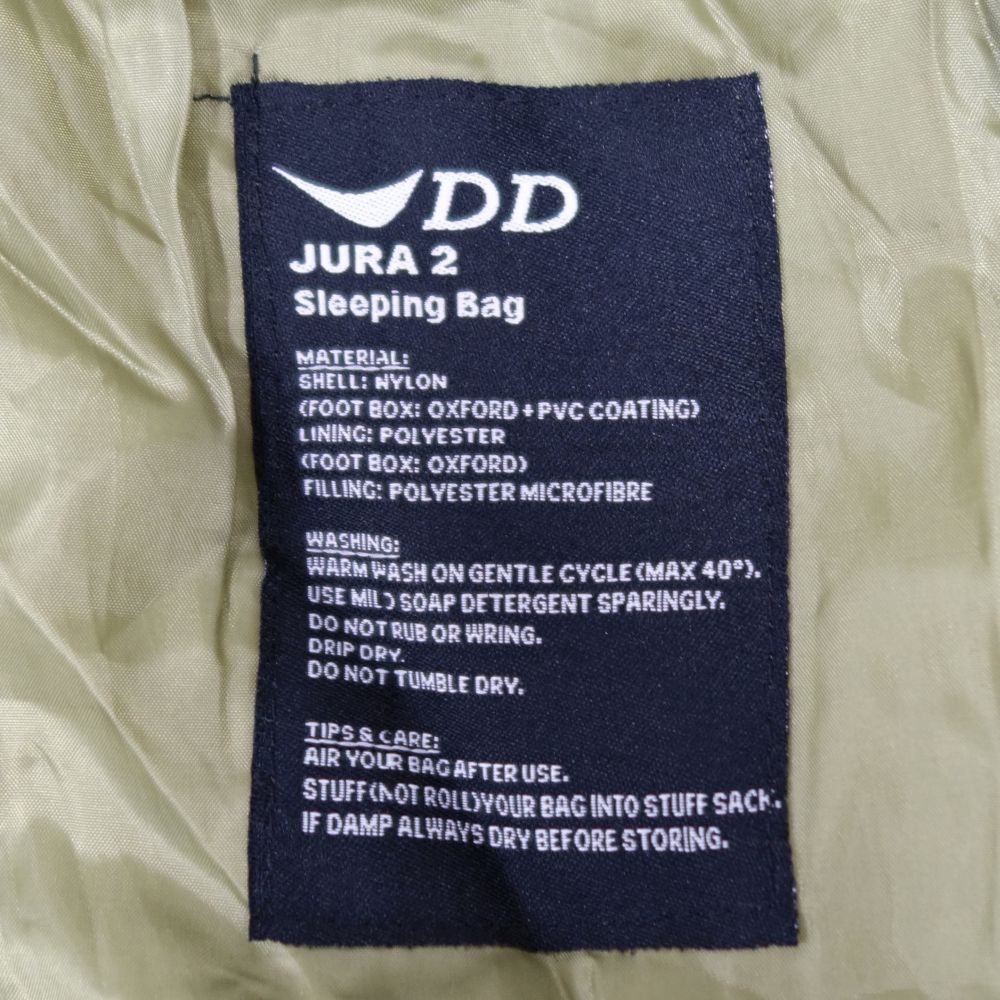 DD
JURA 2
Sleeping Bag
MATERIAL:
SHELL: NYLON
(FOOT BOX: OXFORD+PVC COATING)
LINING: POLYESTER
(FOOT BOX: OXFORD)
FILLING: POLYESTER MICROFIBRE
WASHING:
WARM WASH ON GENTLE CYCLE (MAX 40°).
USE MILD SOAP DETERGENT SPARINGLY.
DO NOT RUB OR WRING.
DRIP DRY.
DO NOT TUMBLE DRY.
TIPS & CARE:
AIR YOUR BAG AFTER USE.
STUFF(NOT ROLL)YOUR BAG INTO STUFF SACK.
IF DAMP ALWAYS DRY BEFORE STORING.